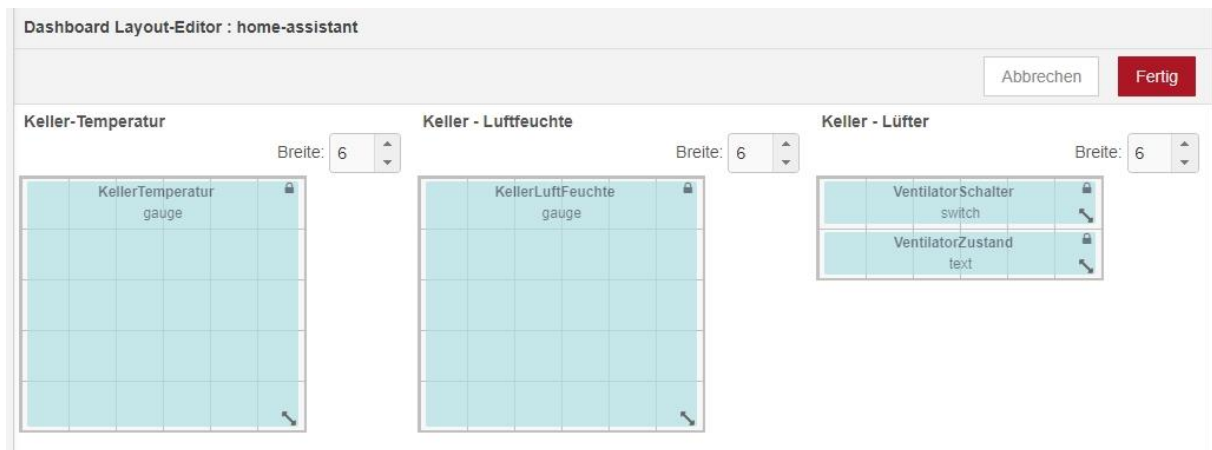 Dashboard Layout-Editor : home-assistant
Abbrechen Fertig
Keller-Temperatur
Breite: 6
KellerTemperatur
gauge
Keller - Luftfeuchte
Breite: 6
KellerLuftFeuchte
gauge
Keller - Lüfter
Breite: 6
VentilatorSchalter
switch
VentilatorZustand
text